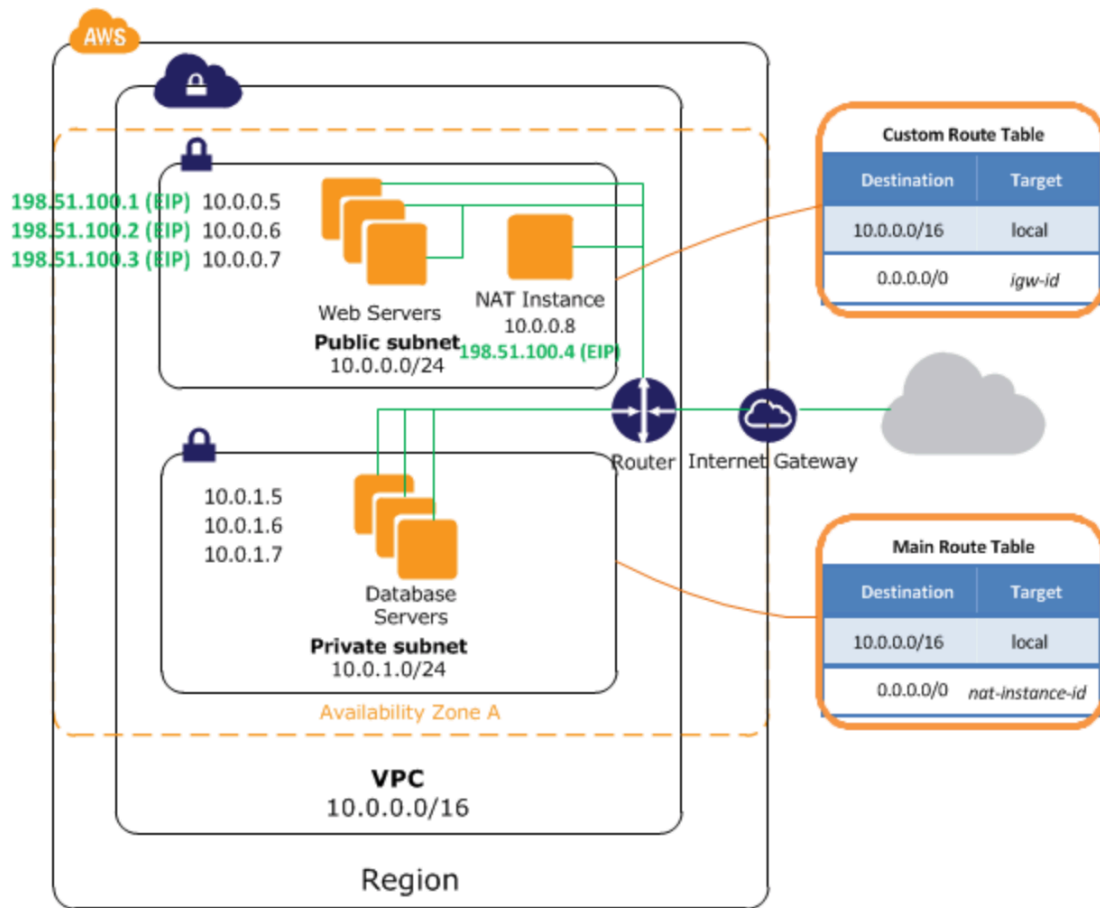 AWS
198.51.100.1 (EIP) 10.0.0.5
198.51.100.2 (EIP) 10.0.0.6
198.51.100.3 (EIP) 10.0.0.7
Web Servers
NAT Instance
10.0.0.8
198.51.100.4 (EIP)
Public subnet
10.0.0.0/24
Custom Route Table
Destination Target
10.0.0.0/16 local
0.0.0.0/0 igw-id
Router
Internet Gateway
10.0.1.5
10.0.1.6
10.0.1.7
Database
Servers
Private subnet
10.0.1.0/24
Main Route Table
Destination Target
10.0.0.0/16 local
0.0.0.0/0 nat-instance-id
Availability Zone A
VPC
10.0.0.0/16
Region